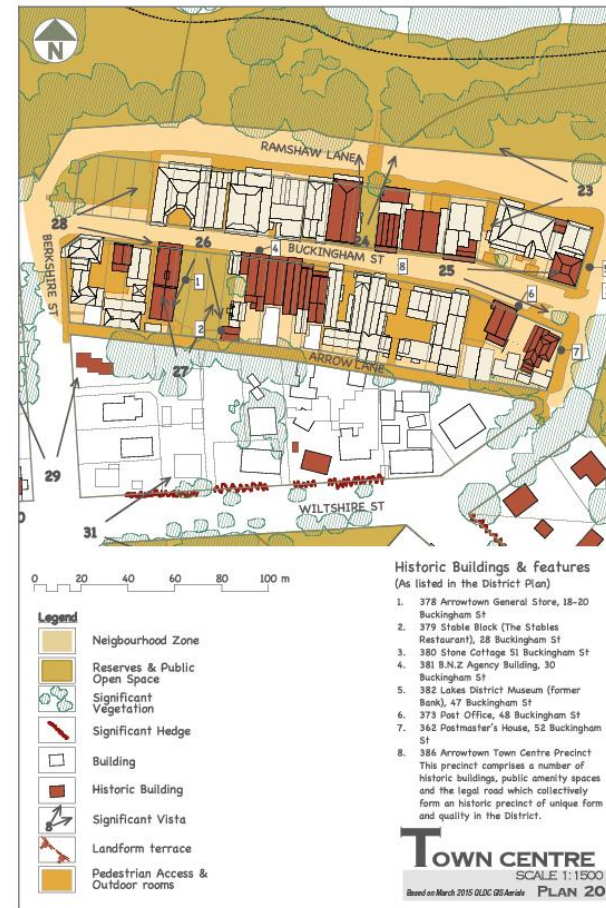 N
RAMSHAW LANE
23
28
26
24
BUCKINGHAM ST
4
8
25
BERKSHIRE ST
1
6
2
7
27
ARROW LANE
29
WILTSHIRE ST
31
0 20 40 60 80 100 m
Legend
Neigbourhood Zone
Reserves & Public
Open Space
Significant
Vegetation
Significant Hedge
Building
Historic Building
8
Significant Vista
Landform terrace
Pedestrian Access &
Outdoor rooms
Historic Buildings & features
(As listed in the District Plan)
1. 378 Arrowtown General Store, 18-20
Buckingham St
2. 379 Stable Block (The Stables
Restaurant), 28 Buckingham St
3. 380 Stone Cottage 51 Buckingham St
4. 381 B.N.Z Agency Building, 30
Buckingham St
5. 382 Lakes District Museum (former
Bank), 47 Buckingham St
6. 373 Post Office, 48 Buckingham St
7. 362 Postmaster's House, 52 Buckingham
St
8. 386 Arrowtown Town Centre Precinct
This precinct comprises a number of
historic buildings, public amenity spaces
and the legal road which collectively
form an historic precinct of unique form
and quality in the District.
TOWN CENTRE
SCALE 1:1500
Based on March 2015 QLDC GIS Aerials PLAN 20